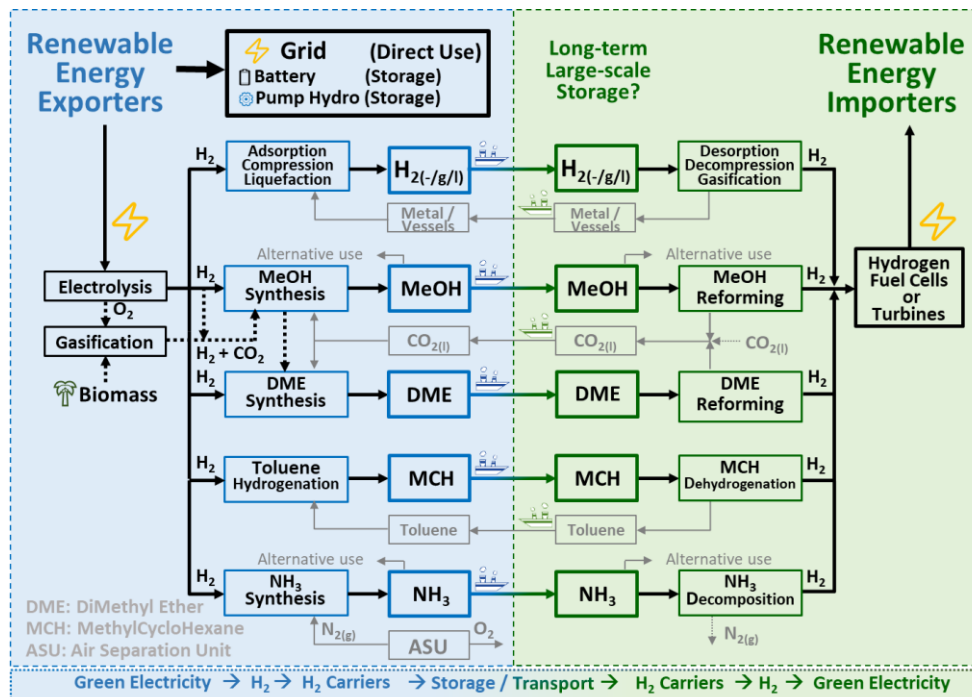 Renewable
Energy
Exporters
Grid (Direct Use)
Battery (Storage)
Pump Hydro (Storage)
Long-term
Large-scale
Storage?
Renewable
Energy
Importers
H₂
Adsorption
Compression
Liquefaction
H₂(-/g/l)
H₂(-/g/l)
Desorption
Decompression
Gasification
H₂
Metal /
Vessels
Metal /
Vessels
Alternative use
Alternative use
Electrolysis
H₂
MeOH
Synthesis
MeOH
MeOH
MeOH
Reforming
H₂
Hydrogen
Fuel Cells
or
Turbines
O₂
Gasification
H₂ + CO₂
CO₂(l)
CO₂(l)
CO₂(l)
Biomass
H₂
DME
Synthesis
DME
DME
DME
Reforming
H₂
Toluene
Hydrogenation
MCH
MCH
MCH
Dehydrogenation
H₂
Toluene
Toluene
Alternative use
Alternative use
H₂
NH₃
Synthesis
NH₃
NH₃
NH₃
Decomposition
H₂
DME: DiMethyl Ether
MCH: MethylCycloHexane
ASU: Air Separation Unit
N₂(g)
ASU
O₂
N₂(g)
Green Electricity → H₂ → H₂ Carriers → Storage / Transport → H₂ Carriers → H₂ → Green Electricity